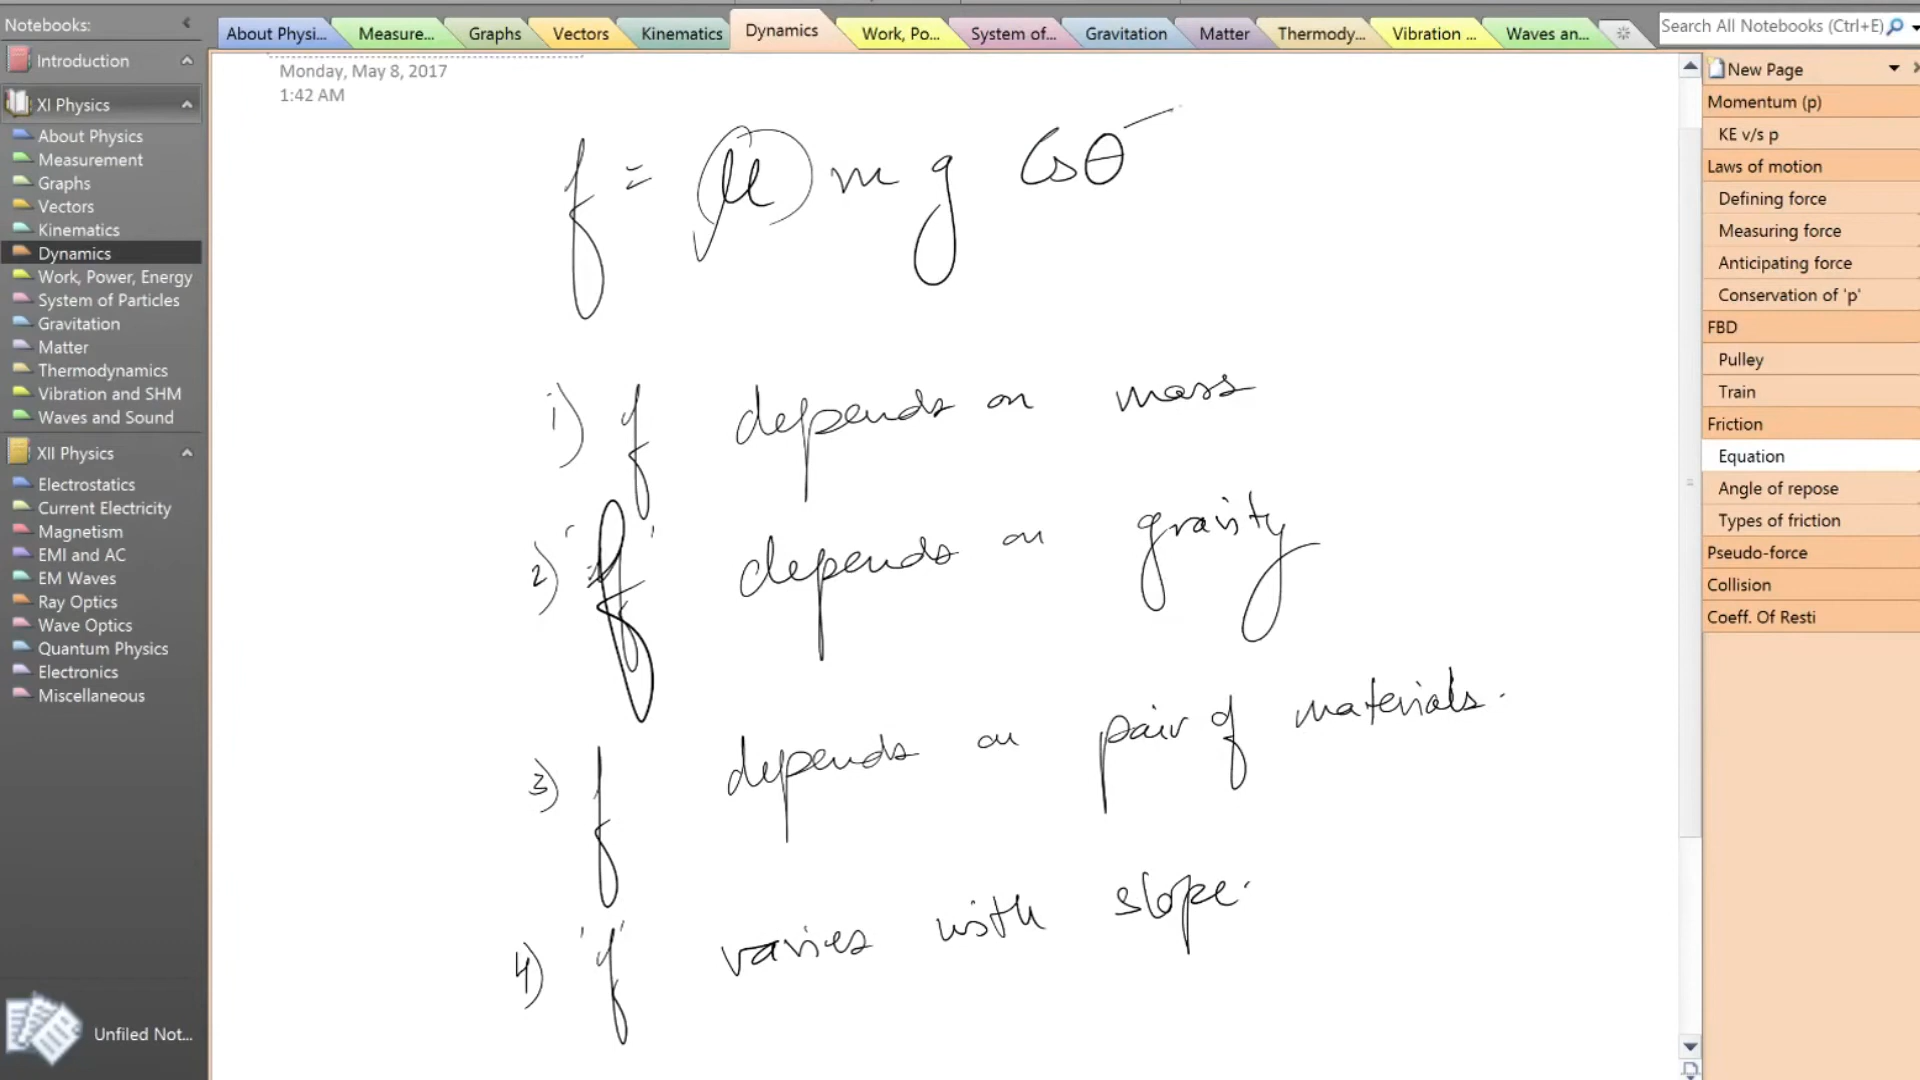 Notebooks:
Introduction
XI Physics
About Physics
Measurement
Graphs
Vectors
Kinematics
Dynamics
Work, Power, Energy
System of Particles
Gravitation
Matter
Thermodynamics
Vibration and SHM
Waves and Sound
XII Physics
Electrostatics
Current Electricity
Magnetism
EMI and AC
EM Waves
Ray Optics
Wave Optics
Quantum Physics
Electronics
Miscellaneous
Unfiled Not...
About Physi... Measure... Graphs Vectors Kinematics Dynamics Work, Po... System of... Gravitation Matter Thermody... Vibration ... Waves an...
Search All Notebooks (Ctrl+E)
Monday, May 8, 2017
1:42 AM
f = μ m g Cosθ
1) f depends on mass
2) 'f' depends on gravity
3) f depends on pair of materials.
4) 'f' varies with slope.
New Page
Momentum (p)
KE v/s p
Laws of motion
Defining force
Measuring force
Anticipating force
Conservation of 'p'
FBD
Pulley
Train
Friction
Equation
Angle of repose
Types of friction
Pseudo-force
Collision
Coeff. Of Resti